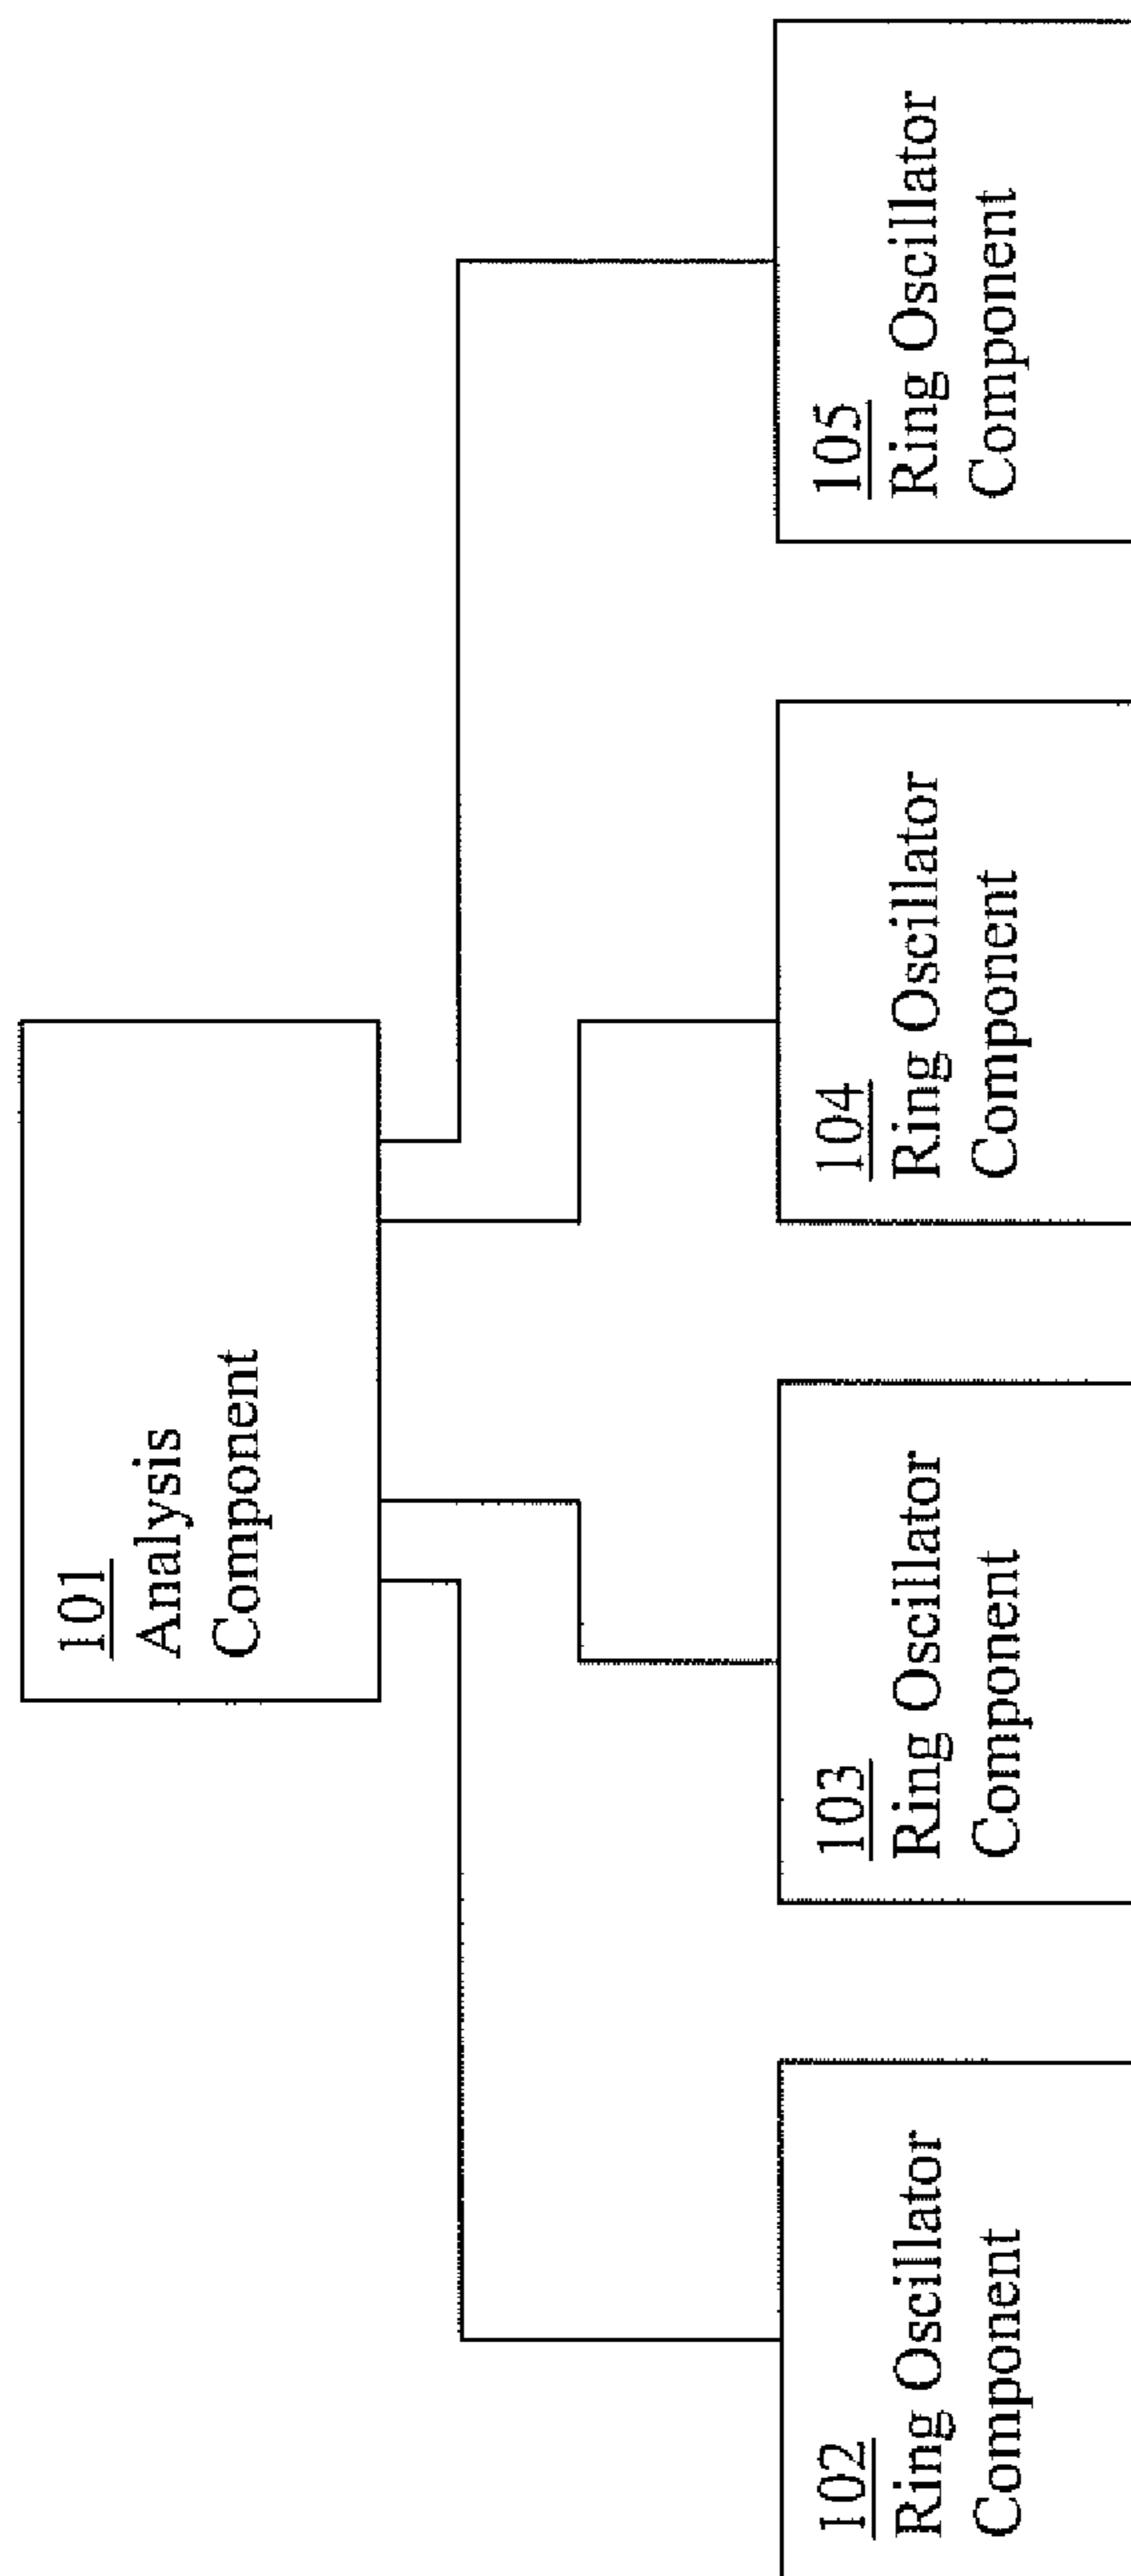 101
Analysis
Component
102
Ring Oscillator
Component
103
Ring Oscillator
Component
104
Ring Oscillator
Component
105
Ring Oscillator
Component